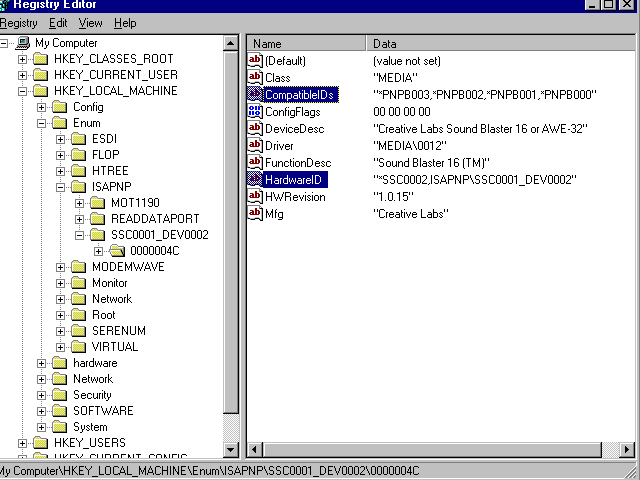 Registry Editor
Registry Edit View Help
My Computer
HKEY_CLASSES_ROOT
HKEY_CURRENT_USER
HKEY_LOCAL_MACHINE
Config
Enum
ESDI
FLOP
HTREE
ISAPNP
MOT1190
READDATAPORT
SSC0001_DEV0002
0000004C
MODEMWAVE
Monitor
Network
Root
SERENUM
VIRTUAL
hardware
Network
Security
SOFTWARE
System
HKEY_USERS
HKEY_CURRENT_CONFIG
Name Data
(Default) (value not set)
Class "MEDIA"
CompatibleIDs "*PNPB003,*PNPB002,*PNPB001,*PNPB000"
ConfigFlags 00 00 00 00
DeviceDesc "Creative Labs Sound Blaster 16 or AWE-32"
Driver "MEDIA\0012"
FunctionDesc "Sound Blaster 16 (TM)"
HardwareID "*SSC0002,ISAPNP\SSC0001_DEV0002"
HWRevision "1.0.15"
Mfg "Creative Labs"
My Computer\HKEY_LOCAL_MACHINE\Enum\ISAPNP\SSC0001_DEV0002\0000004C